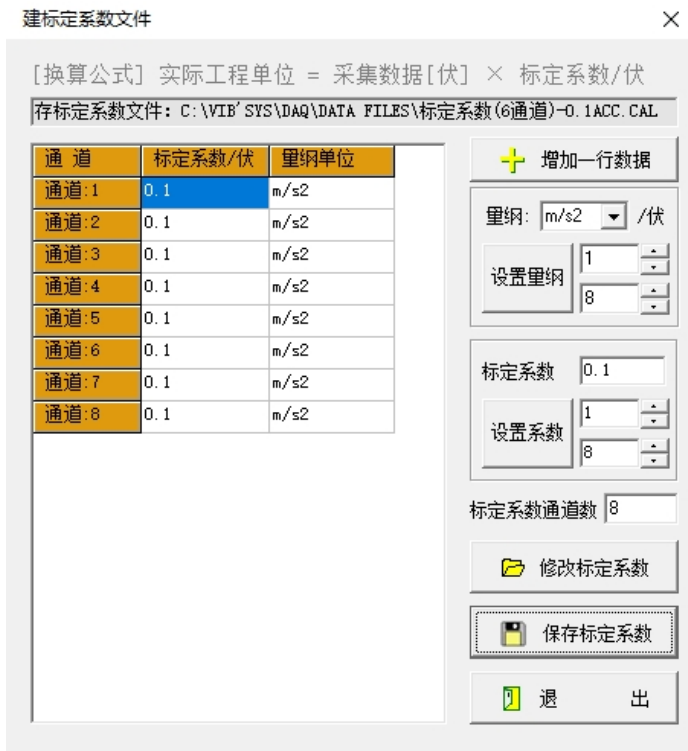 建标定系数文件
[换算公式] 实际工程单位 = 采集数据[伏] × 标定系数/伏
存标定系数文件: C:\VIB'SYS\DAQ\DATA FILES\标定系数(6通道)-0.1ACC.CAL
通 道 标定系数/伏 量纲单位
通道:1 0.1 m/s2
通道:2 0.1 m/s2
通道:3 0.1 m/s2
通道:4 0.1 m/s2
通道:5 0.1 m/s2
通道:6 0.1 m/s2
通道:7 0.1 m/s2
通道:8 0.1 m/s2
增加一行数据
量纲: m/s2 /伏
设置量纲
1
8
标定系数 0.1
设置系数
1
8
标定系数通道数 8
修改标定系数
保存标定系数
退 出